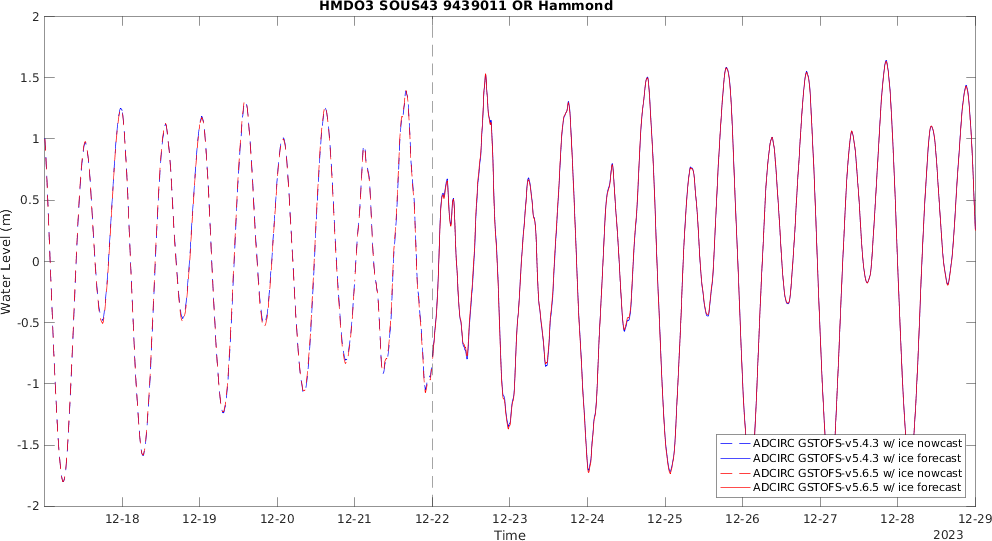 HMDO3 SOUS43 9439011 OR Hammond
2
1.5
1
0.5
0
-0.5
-1
-1.5
-2
Water Level (m)
12-18 12-19 12-20 12-21 12-22 12-23 12-24 12-25 12-26 12-27 12-28 12-29
Time
2023
ADCIRC GSTOFS-v5.4.3 w/ ice nowcast
ADCIRC GSTOFS-v5.4.3 w/ ice forecast
ADCIRC GSTOFS-v5.6.5 w/ ice nowcast
ADCIRC GSTOFS-v5.6.5 w/ ice forecast